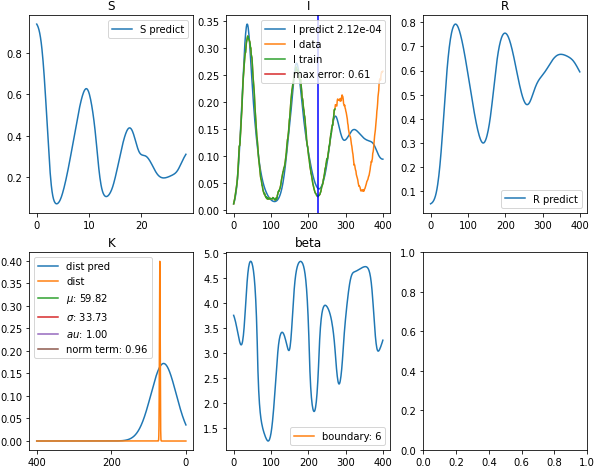 S
I
R
S predict
I predict 2.12e-04
I data
I train
max error: 0.61
R predict
0.8
0.6
0.4
0.2
0.35
0.30
0.25
0.20
0.15
0.10
0.05
0.00
0.8
0.7
0.6
0.5
0.4
0.3
0.2
0.1
0 10 20
0 100 200 300 400
0 100 200 300 400
K
beta
dist pred
dist
μ: 59.82
σ: 33.73
au: 1.00
norm term: 0.96
boundary: 6
0.40
0.35
0.30
0.25
0.20
0.15
0.10
0.05
0.00
5.0
4.5
4.0
3.5
3.0
2.5
2.0
1.5
1.0
0.8
0.6
0.4
0.2
0.0
400 200 0
0 100 200 300 400
0.0 0.2 0.4 0.6 0.8 1.0